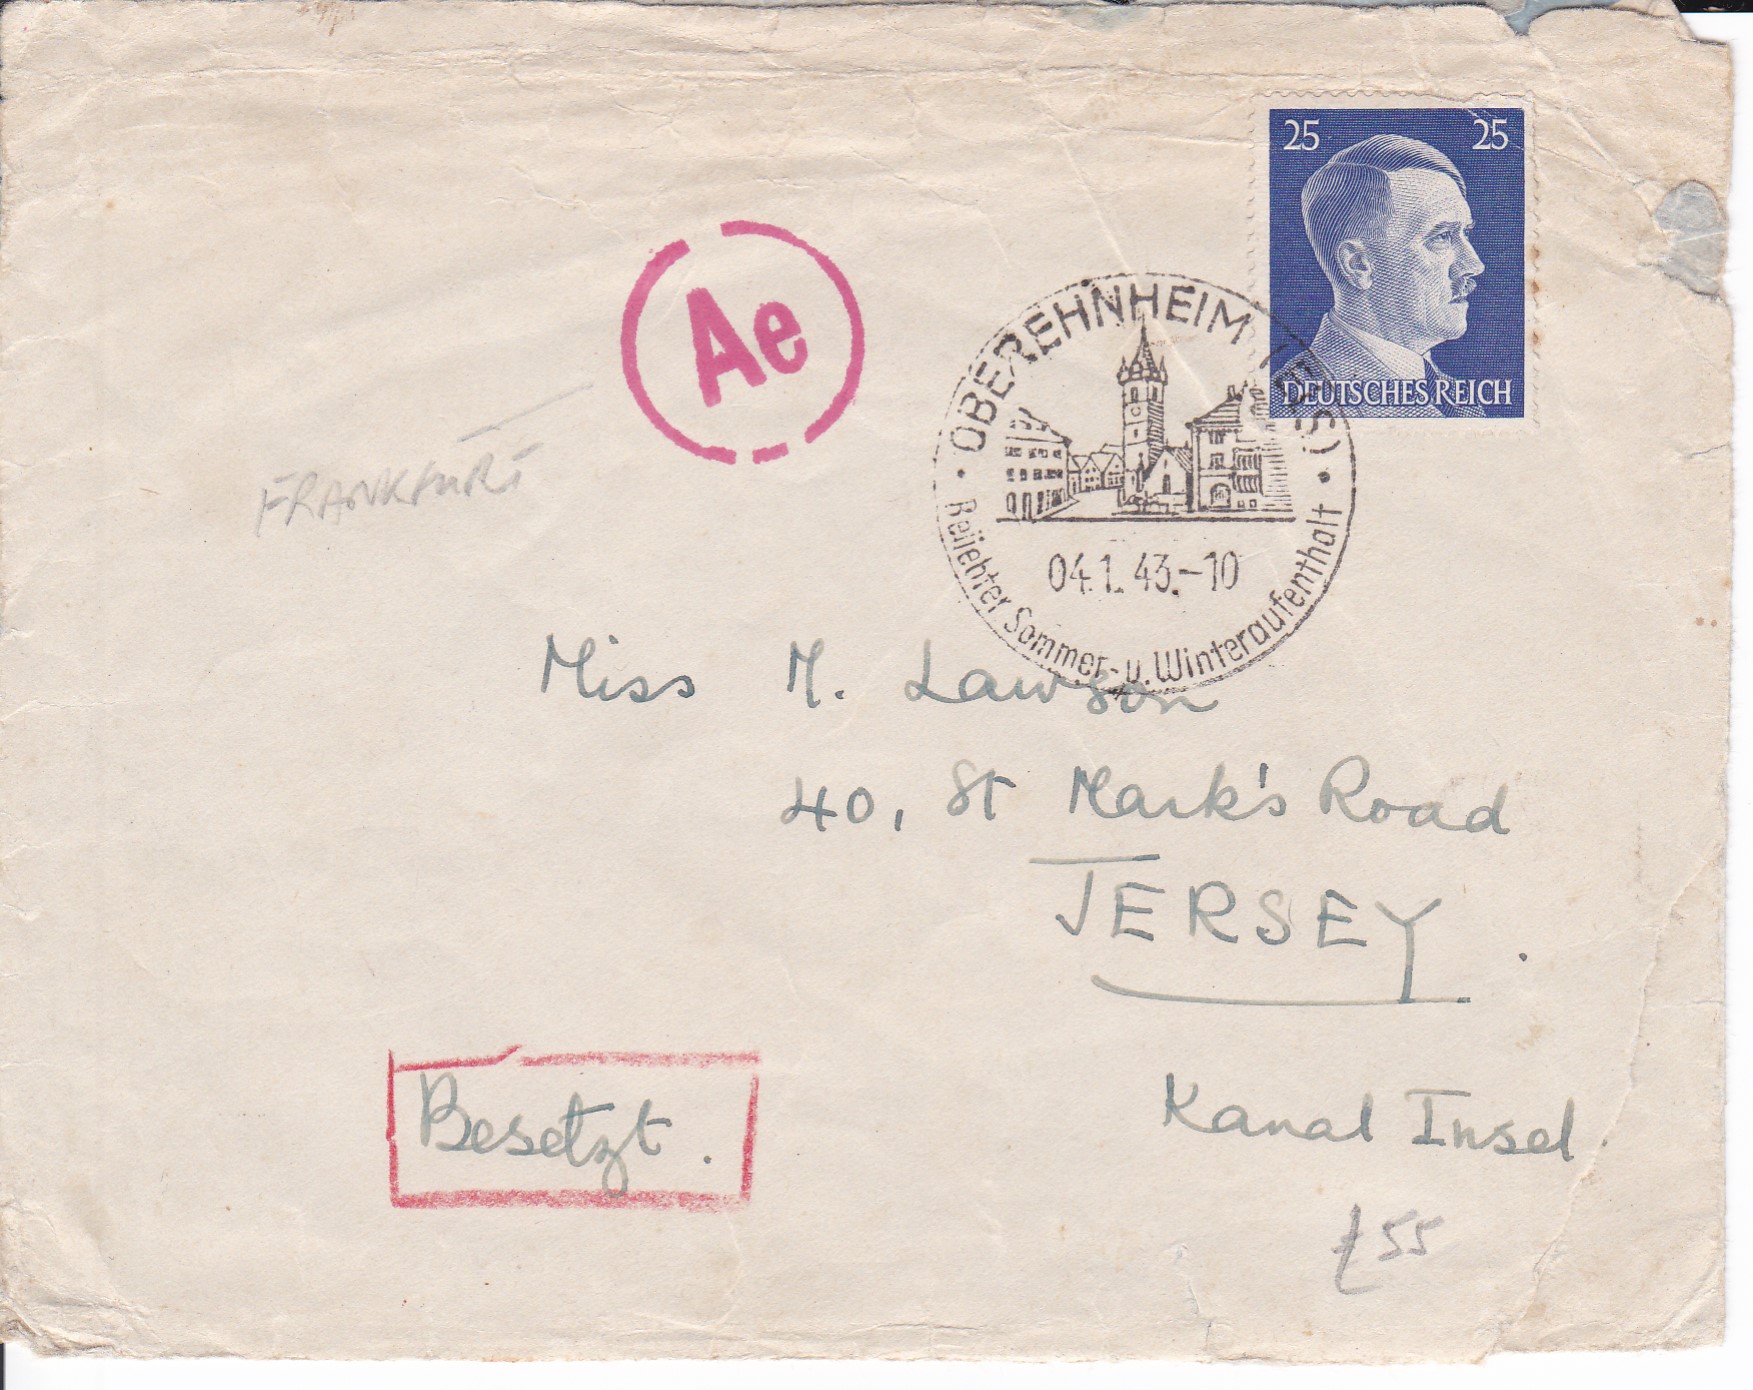 25 25
DEUTSCHES REICH
Ae
OBEREHNHEIM (ELS)
04.1.43.-10
Beliebter Sommer- u. Winteraufenthalt
FRANKFURT
Miss M. Lawson
40, St Mark's Road
JERSEY.
Besetzt.
Kanal Insel.
£55